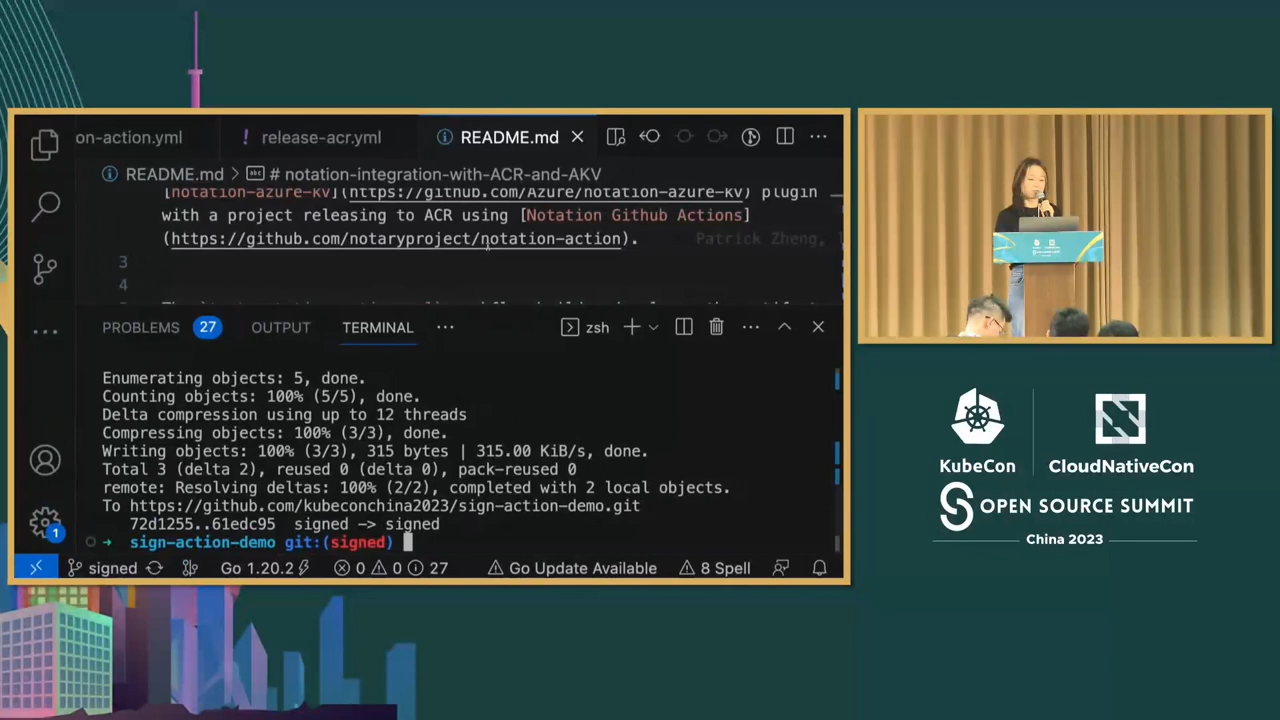 on-action.yml
! release-acr.yml
README.md
README.md > # notation-integration-with-ACR-and-AKV
[notation-azure-kv](https://github.com/Azure/notation-azure-kv) plugin
with a project releasing to ACR using [Notation Github Actions]
(https://github.com/notaryproject/notation-action).
Patrick Zheng,
3
4
PROBLEMS 27 OUTPUT TERMINAL
zsh
Enumerating objects: 5, done.
Counting objects: 100% (5/5), done.
Delta compression using up to 12 threads
Compressing objects: 100% (3/3), done.
Writing objects: 100% (3/3), 315 bytes | 315.00 KiB/s, done.
Total 3 (delta 2), reused 0 (delta 0), pack-reused 0
remote: Resolving deltas: 100% (2/2), completed with 2 local objects.
To https://github.com/kubeconchina2023/sign-action-demo.git
72d1255..61edc95 signed -> signed
sign-action-demo git:(signed)
1
signed Go 1.20.2 0 0 27 Go Update Available 8 Spell
KubeCon
CloudNativeCon
OPEN SOURCE SUMMIT
China 2023